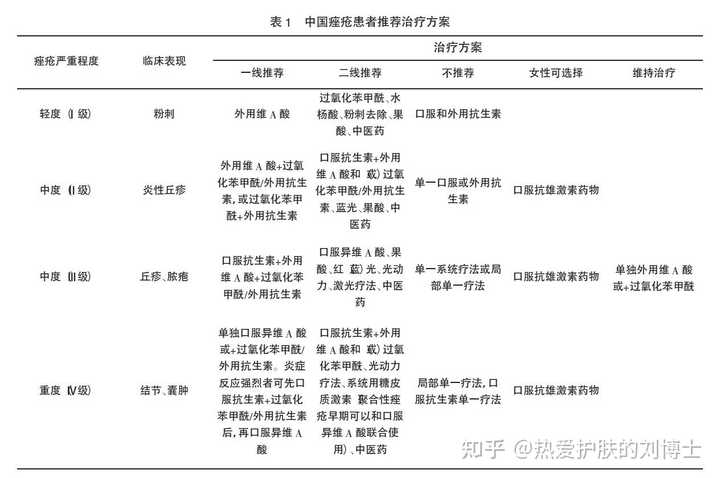 表 1 中国痤疮患者推荐治疗方案
痤疮严重程度 临床表现 治疗方案
一线推荐 二线推荐 不推荐 女性可选择 维持治疗
轻度(Ⅰ级)
粉刺
外用维 A 酸
过氧化苯甲酰、水
杨酸、粉刺去除、果
酸、中医药
口服和外用抗生素
中度(Ⅱ级)
炎性丘疹
外用维 A 酸+过氧
化苯甲酰/外用抗生
素,或过氧化苯甲
酰+外用抗生素
口服抗生素+外用
维 A 酸和(或)过氧
化苯甲酰/外用抗生
素、蓝光、果酸、中
医药
单一口服或外用抗
生素
口服抗雄激素药物
中度(Ⅲ级)
丘疹、脓疱
口服抗生素+外用
维 A 酸+过氧化苯
甲酰/外用抗生素
口服异维 A 酸、果
酸、红(蓝)光、光动
力、激光疗法、中医
药
单一系统疗法或局
部单一疗法
口服抗雄激素药物
单独外用维 A 酸
或+过氧化苯甲酰
重度(Ⅳ级)
结节、囊肿
单独口服异维 A 酸
或+过氧化苯甲酰/
外用抗生素。炎症
反应强烈者可先口
服抗生素+过氧化
苯甲酰/外用抗生素
后,再口服异维 A
酸
口服抗生素+外用
维 A 酸和(或)过氧
化苯甲酰、光动力
疗法、系统用糖皮
质激素(聚合性痤
疮早期可以和口服
异维 A 酸联合使
用)、中医药
局部单一疗法,口
服抗生素单一疗法
口服抗雄激素药物
知乎 @热爱护肤的刘博士